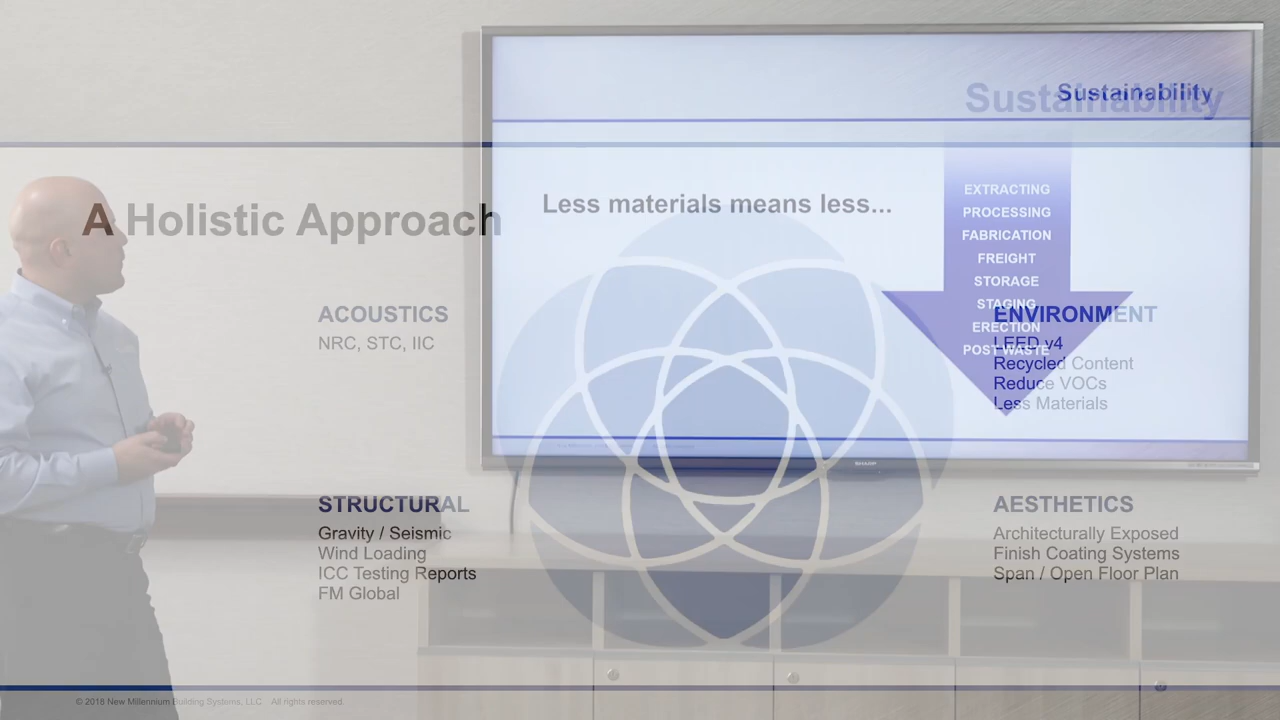 Sustainability
Sustainability
A Holistic Approach
Less materials means less...
EXTRACTING
PROCESSING
FABRICATION
FREIGHT
STORAGE
STAGING
ERECTION
POST WASTE
ACOUSTICS
NRC, STC, IIC
ENVIRONMENT
LEED v4
Recycled Content
Reduce VOCs
Less Materials
STRUCTURAL
Gravity / Seismic
Wind Loading
ICC Testing Reports
FM Global
AESTHETICS
Architecturally Exposed
Finish Coating Systems
Span / Open Floor Plan
SHARP
© 2018 New Millennium Building Systems, LLC All rights reserved.